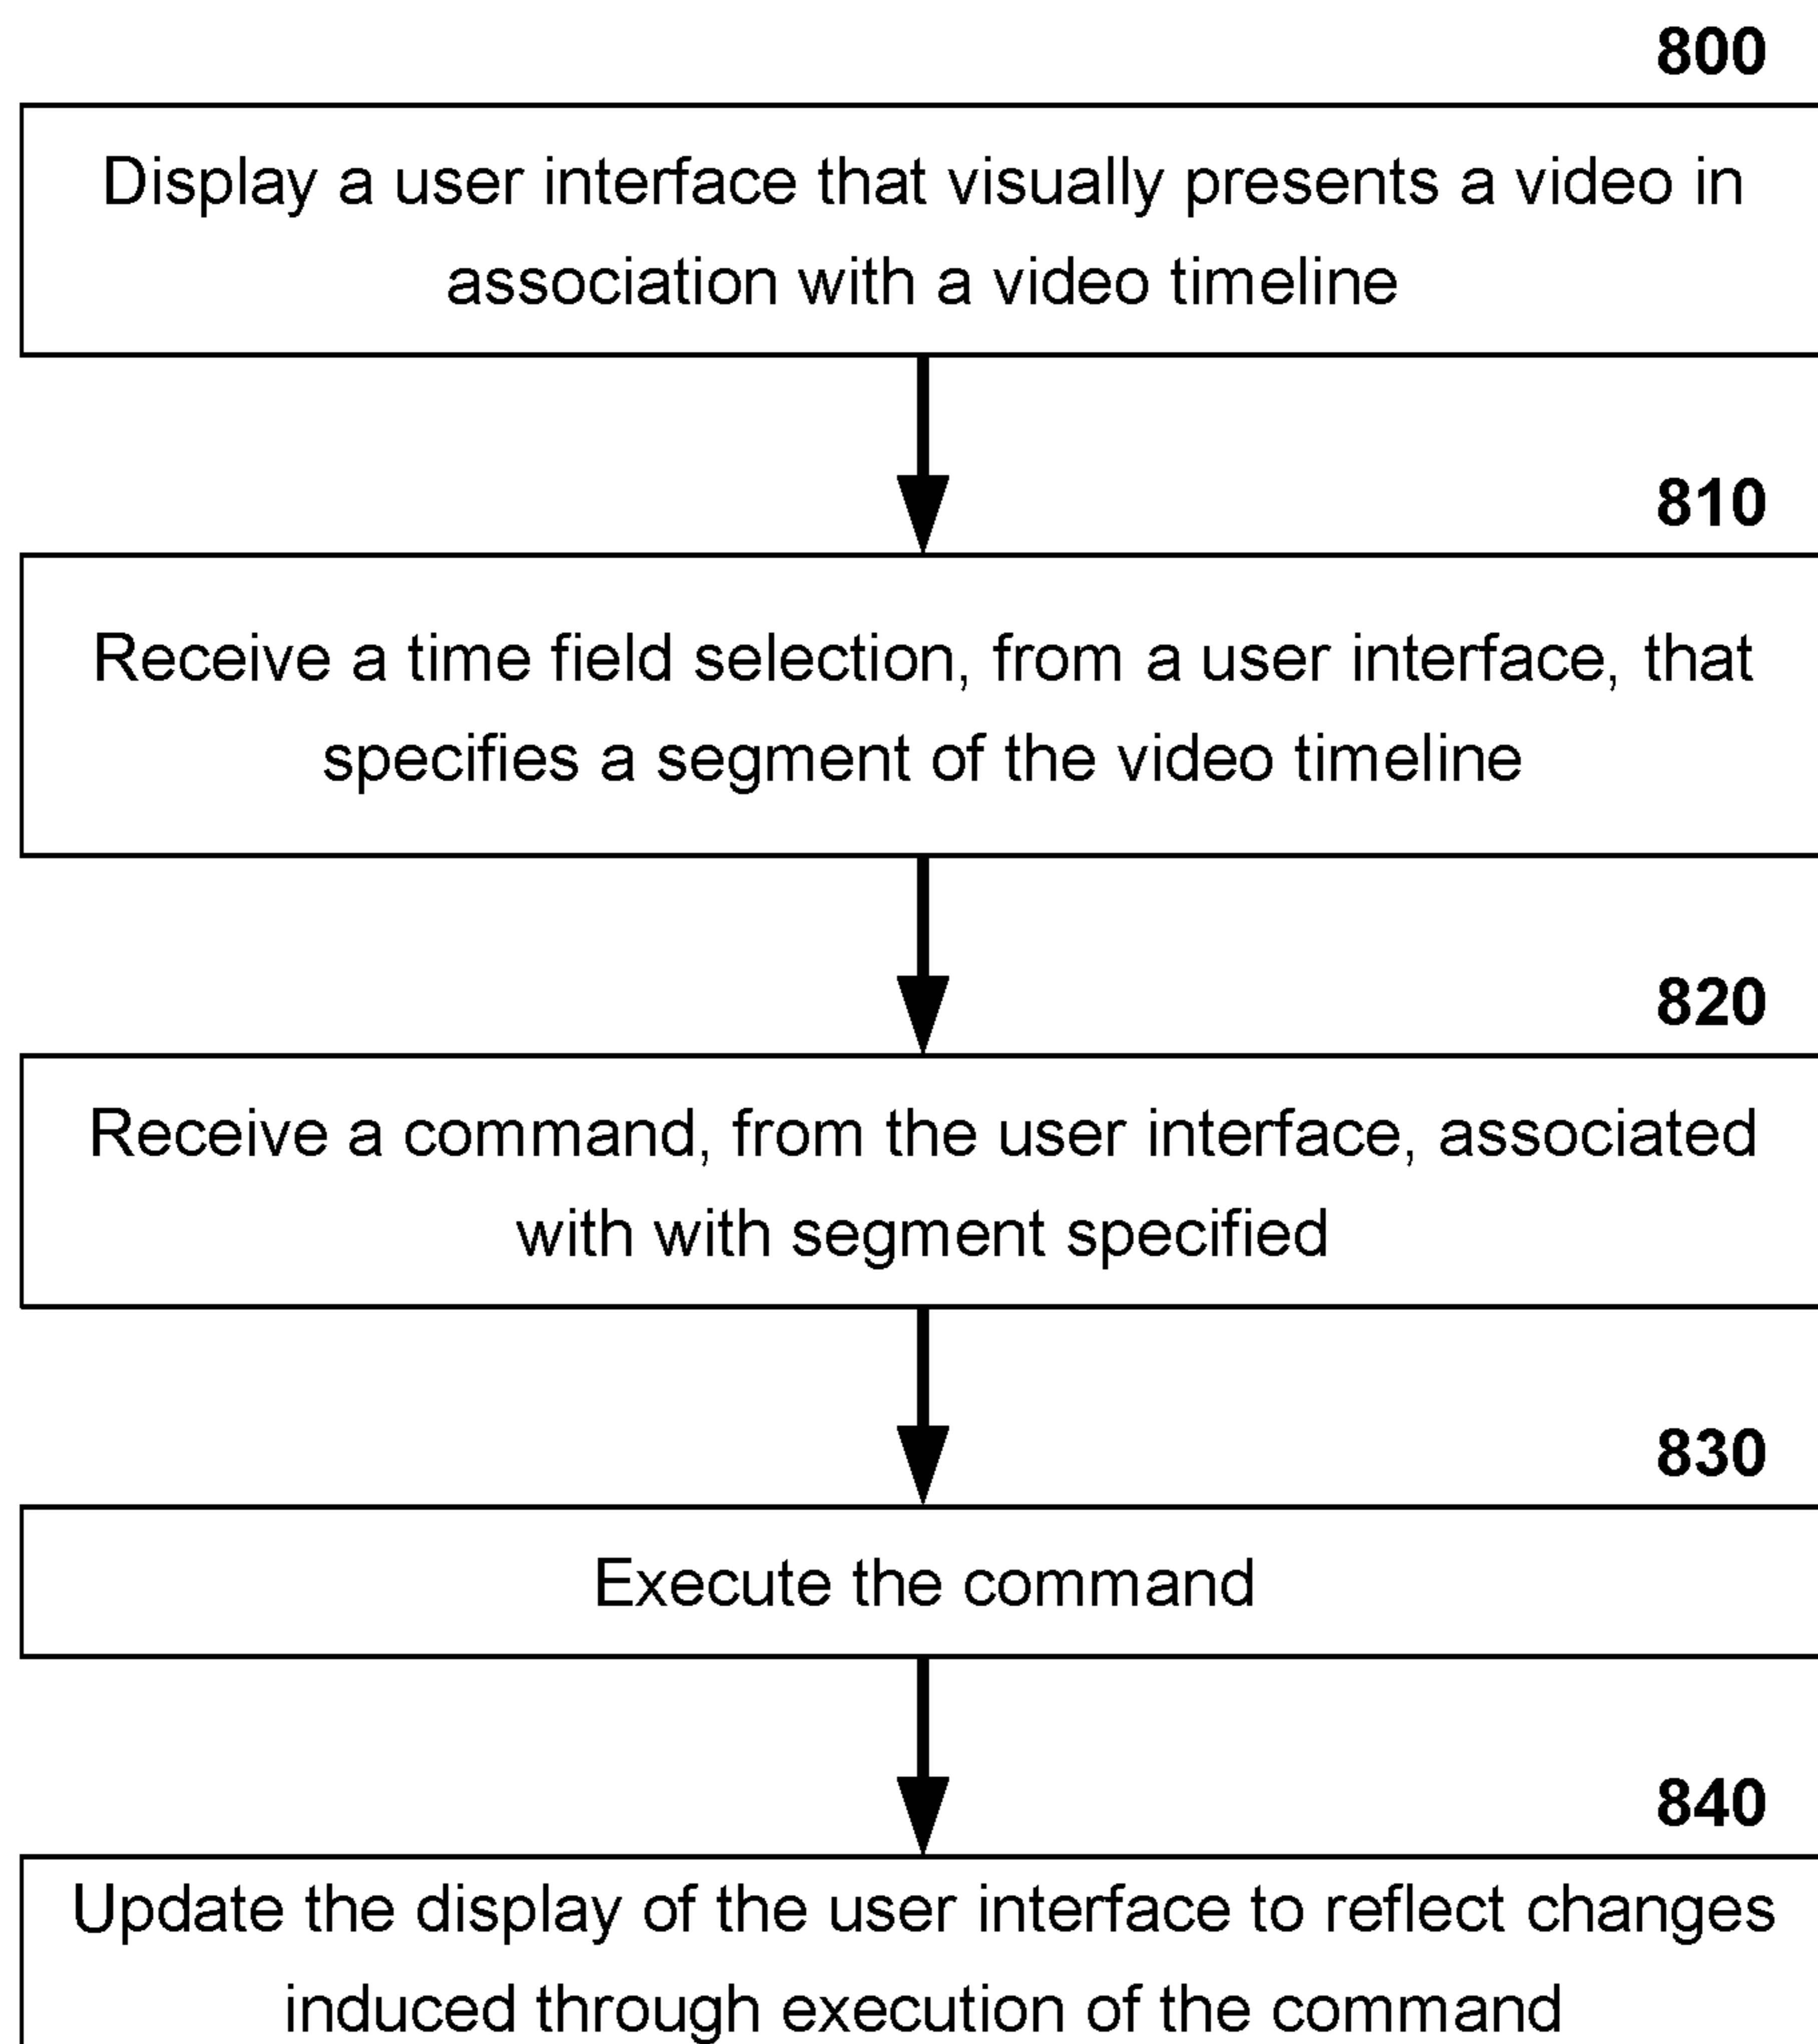 800
Display a user interface that visually presents a video in
association with a video timeline
810
Receive a time field selection, from a user interface, that
specifies a segment of the video timeline
820
Receive a command, from the user interface, associated
with with segment specified
830
Execute the command
840
Update the display of the user interface to reflect changes
induced through execution of the command